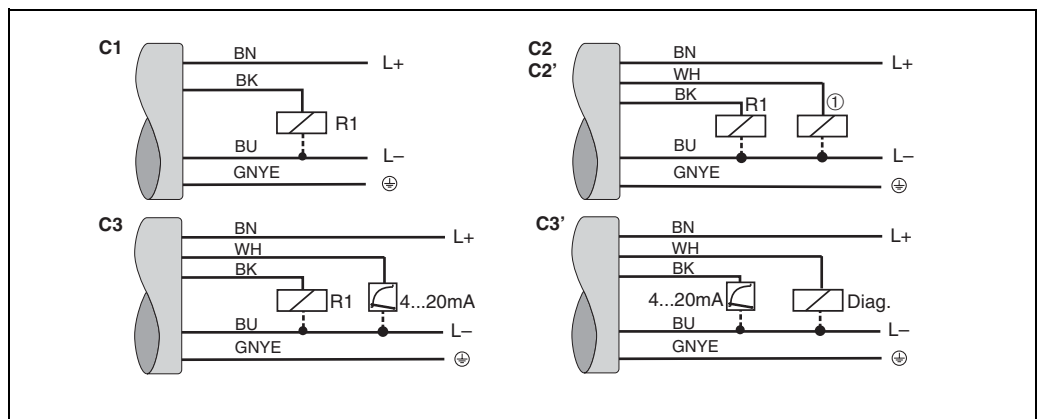 C1
BN
L+
BK
R1
BU
L–
GNYE
C2
C2'
BN
L+
WH
BK
R1
①
BU
L–
GNYE
C3
BN
L+
WH
BK
R1
4...20mA
BU
L–
GNYE
C3'
BN
L+
WH
BK
4...20mA
Diag.
BU
L–
GNYE